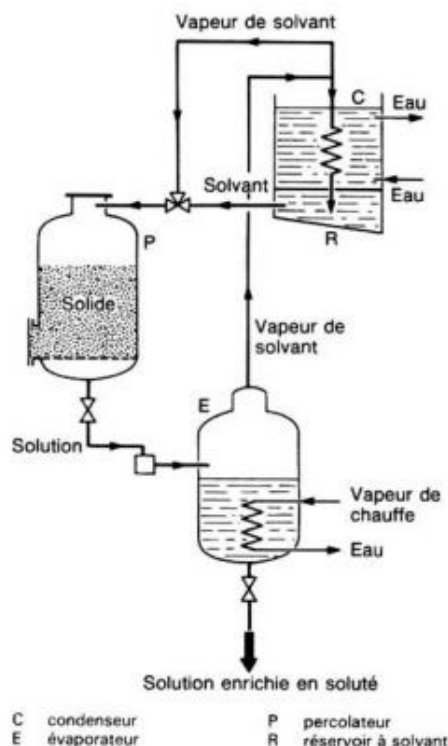 Vapeur de solvant
C
Eau
Solvant
Eau
P
R
Solide
Vapeur de
solvant
E
Solution
Vapeur de
chauffe
Eau
Solution enrichie en soluté
C condenseur P percolateur
E évaporateur R réservoir à solvant